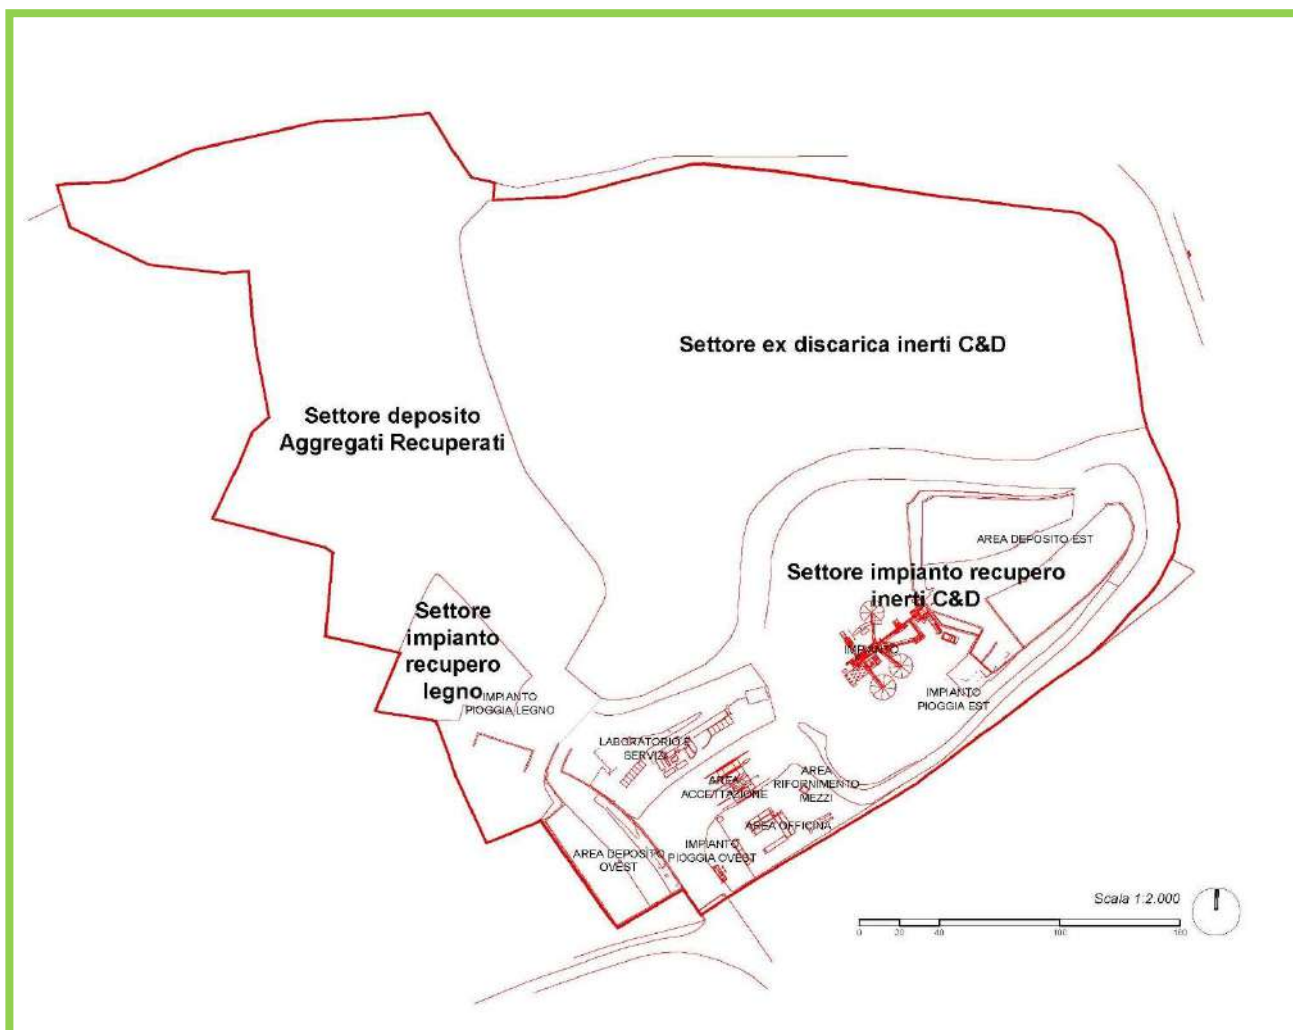 Settore ex discarica inerti C&D
Settore deposito
Aggregati Recuperati
AREA DEPOSITO EST
Settore impianto recupero
inerti C&D
IMPIANTO
IMPIANTO
PIOGGIA EST
Settore
impianto
recupero
legno
IMPIANTO
PIOGGIA LEGNO
LABORATORIO E
SERVIZI
AREA
ACCETTAZIONE
AREA
RIFORNIMENTO
MEZZI
AREA OFFICINA
IMPIANTO
PIOGGIA OVEST
AREA DEPOSITO
OVEST
Scala 1:2.000
0 20 40 100